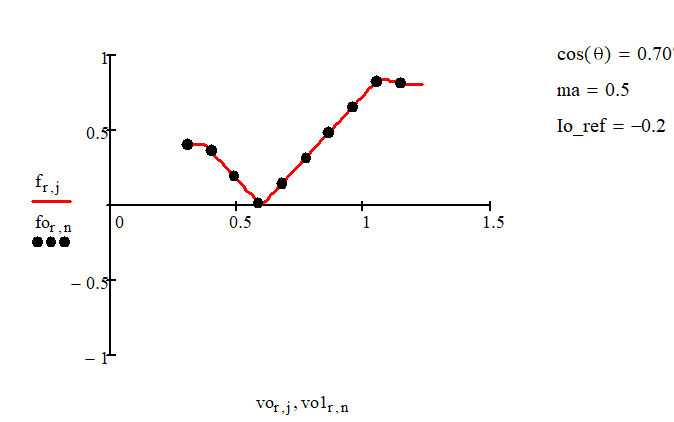 1
0.5
− 0.5
− 1
0
0.5
1
1.5
f r,j
fo r,n
vo r,j , vo1 r,n
cos(θ) = 0.70
ma = 0.5
Io_ref = −0.2